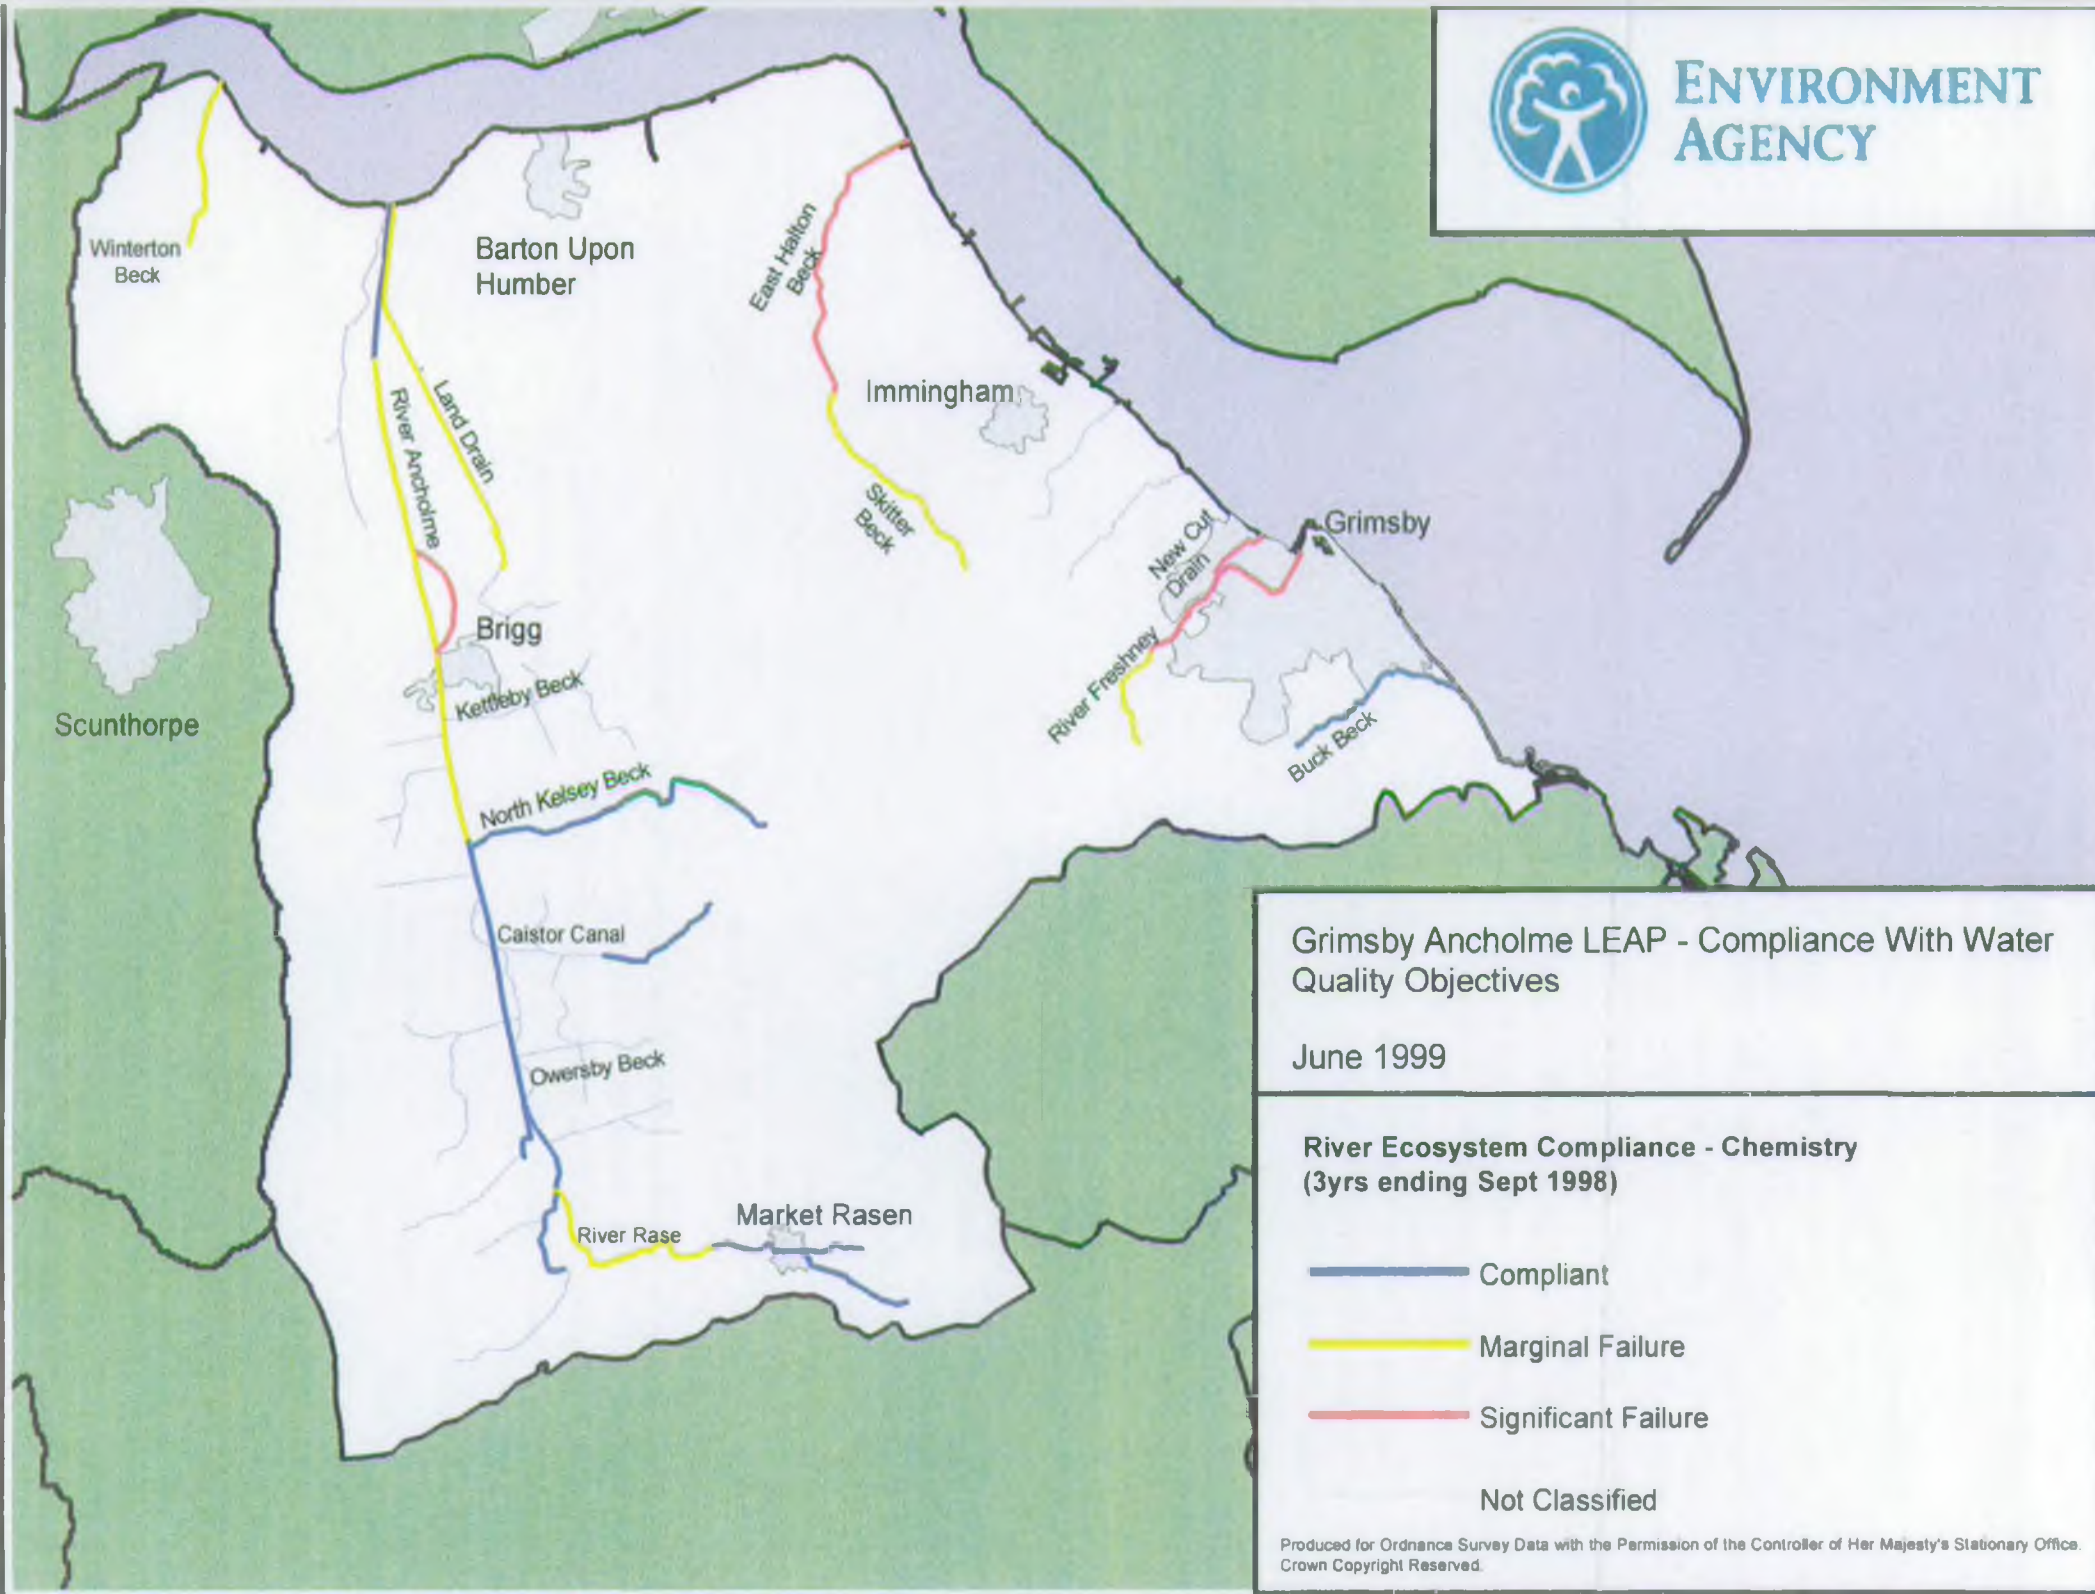 ENVIRONMENT
AGENCY
Winterton
Beck
Barton Upon
Humber
East Halton
Beck
Immingham
Land Drain
River Ancholme
Skitter
Beck
New Cut
Drain
Grimsby
Brigg
River Freshney
Kettleby Beck
Scunthorpe
Buck Beck
North Kelsey Beck
Caistor Canal
Owersby Beck
River Rase
Market Rasen
Grimsby Ancholme LEAP - Compliance With Water
Quality Objectives
June 1999
River Ecosystem Compliance - Chemistry
(3yrs ending Sept 1998)
Compliant
Marginal Failure
Significant Failure
Not Classified
Produced for Ordnance Survey Data with the Permission of the Controller of Her Majesty's Stationary Office.
Crown Copyright Reserved.